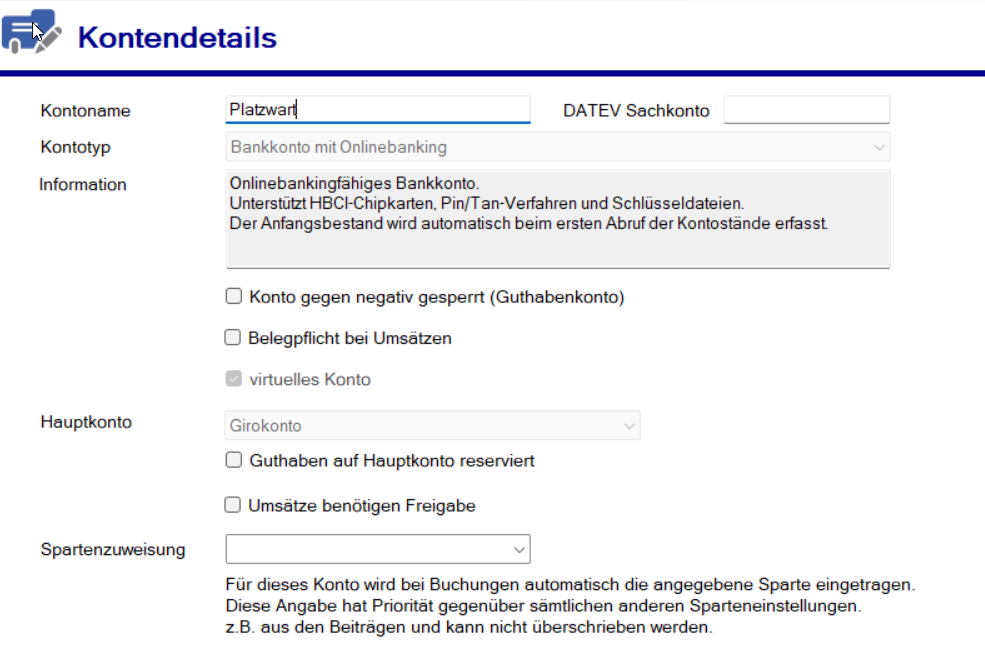 Kontendetails
Kontoname Platzwart DATEV Sachkonto
Kontotyp Bankkonto mit Onlinebanking
Information Onlinebankingfähiges Bankkonto.
Unterstützt HBCI-Chipkarten, Pin/Tan-Verfahren und Schlüsseldateien.
Der Anfangsbestand wird automatisch beim ersten Abruf der Kontostände erfasst.
Konto gegen negativ gesperrt (Guthabenkonto)
Belegpflicht bei Umsätzen
virtuelles Konto
Hauptkonto Girokonto
Guthaben auf Hauptkonto reserviert
Umsätze benötigen Freigabe
Spartenzuweisung
Für dieses Konto wird bei Buchungen automatisch die angegebene Sparte eingetragen.
Diese Angabe hat Priorität gegenüber sämtlichen anderen Sparteneinstellungen.
z.B. aus den Beiträgen und kann nicht überschrieben werden.